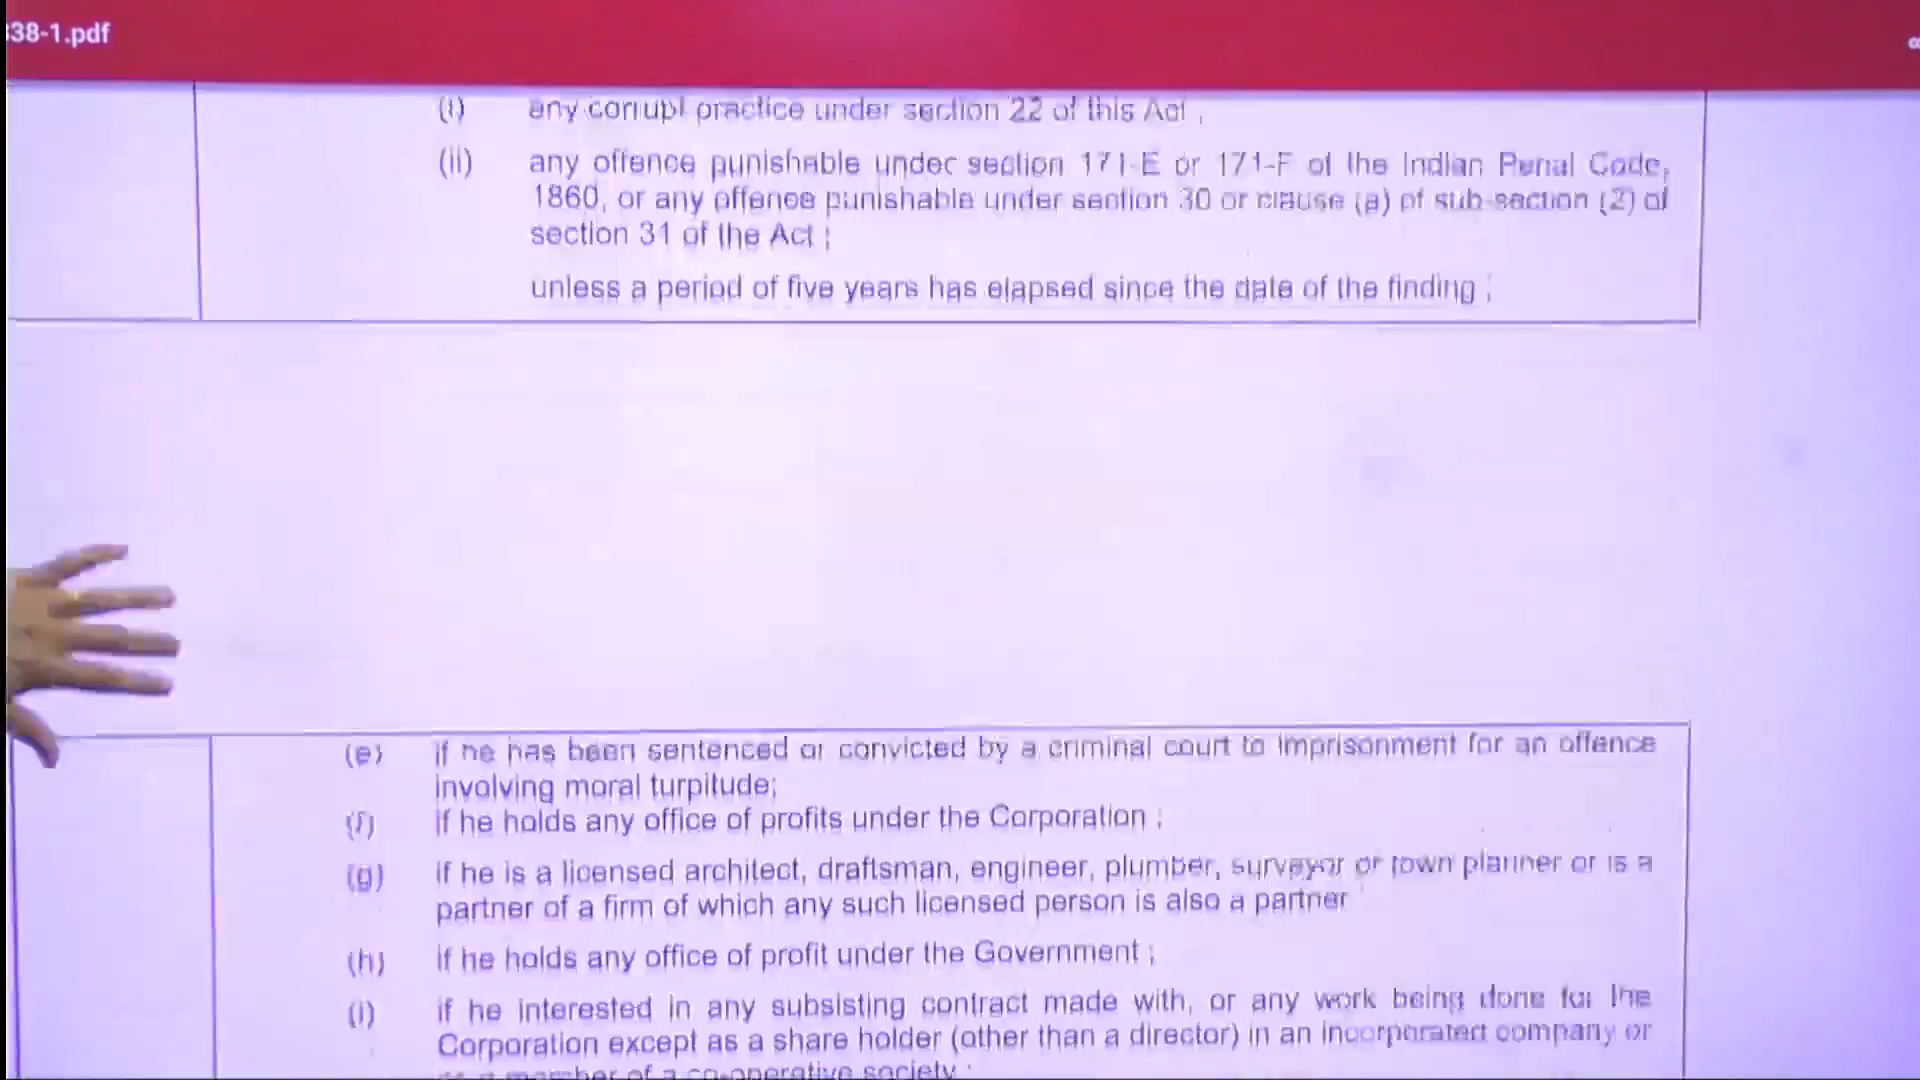 38-1.pdf
(i) any corrupt practice under section 22 of this Act ;
(ii) any offence punishable under section 171-E or 171-F of the Indian Penal Code,
1860, or any offence punishable under section 30 or clause (a) of sub-section (2) of
section 31 of the Act ;
unless a period of five years has elapsed since the date of the finding ;
(e) if he has been sentenced or convicted by a criminal court to imprisonment for an offence
involving moral turpitude;
(f) if he holds any office of profits under the Corporation ;
(g) if he is a licensed architect, draftsman, engineer, plumber, surveyor or town planner or is a
partner of a firm of which any such licensed person is also a partner
(h) if he holds any office of profit under the Government ;
(i) if he interested in any subsisting contract made with, or any work being done for the
Corporation except as a share holder (other than a director) in an incorporated company or
member of a co-operative society ;